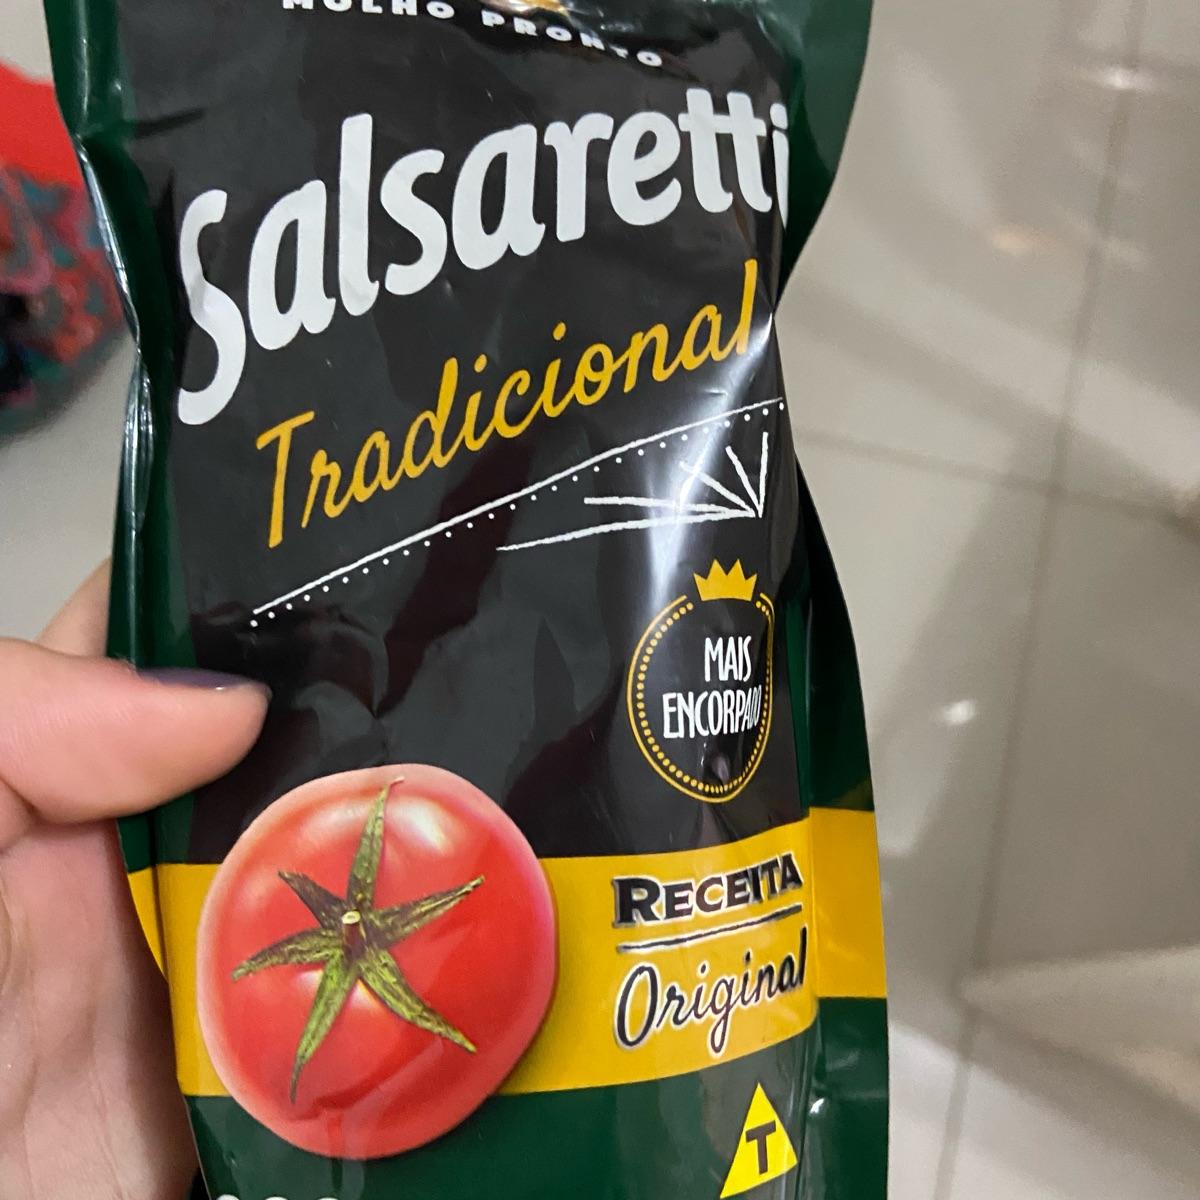 MOLHO PRONTO
Salsaretti
Tradicional
MAIS
ENCORPADO
RECEITA
Original
T